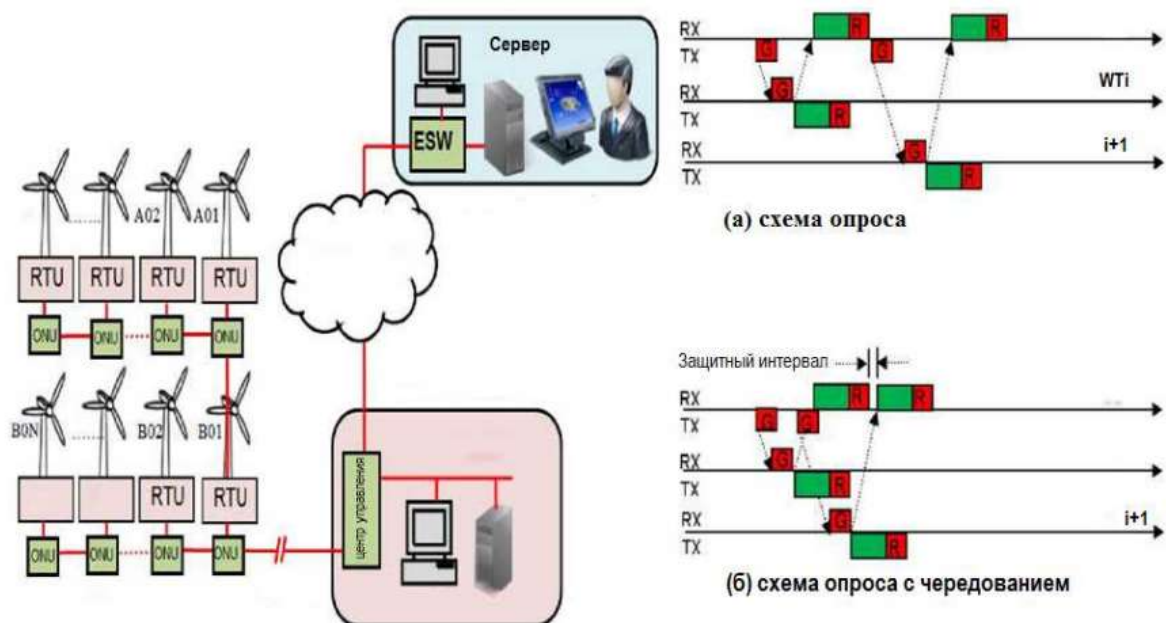 Сервер
ESW
A02 A01
RTU RTU RTU RTU
ONU ONU ONU ONU
B0N B02 B01
RTU RTU
ONU ONU ONU ONU
центр управления
RX R R
TX G G
RX G WTi
TX R
RX G i+1
TX R
(а) схема опроса
Защитный интервал
RX R R
TX G G
RX G
TX R
RX G i+1
TX R
(б) схема опроса с чередованием